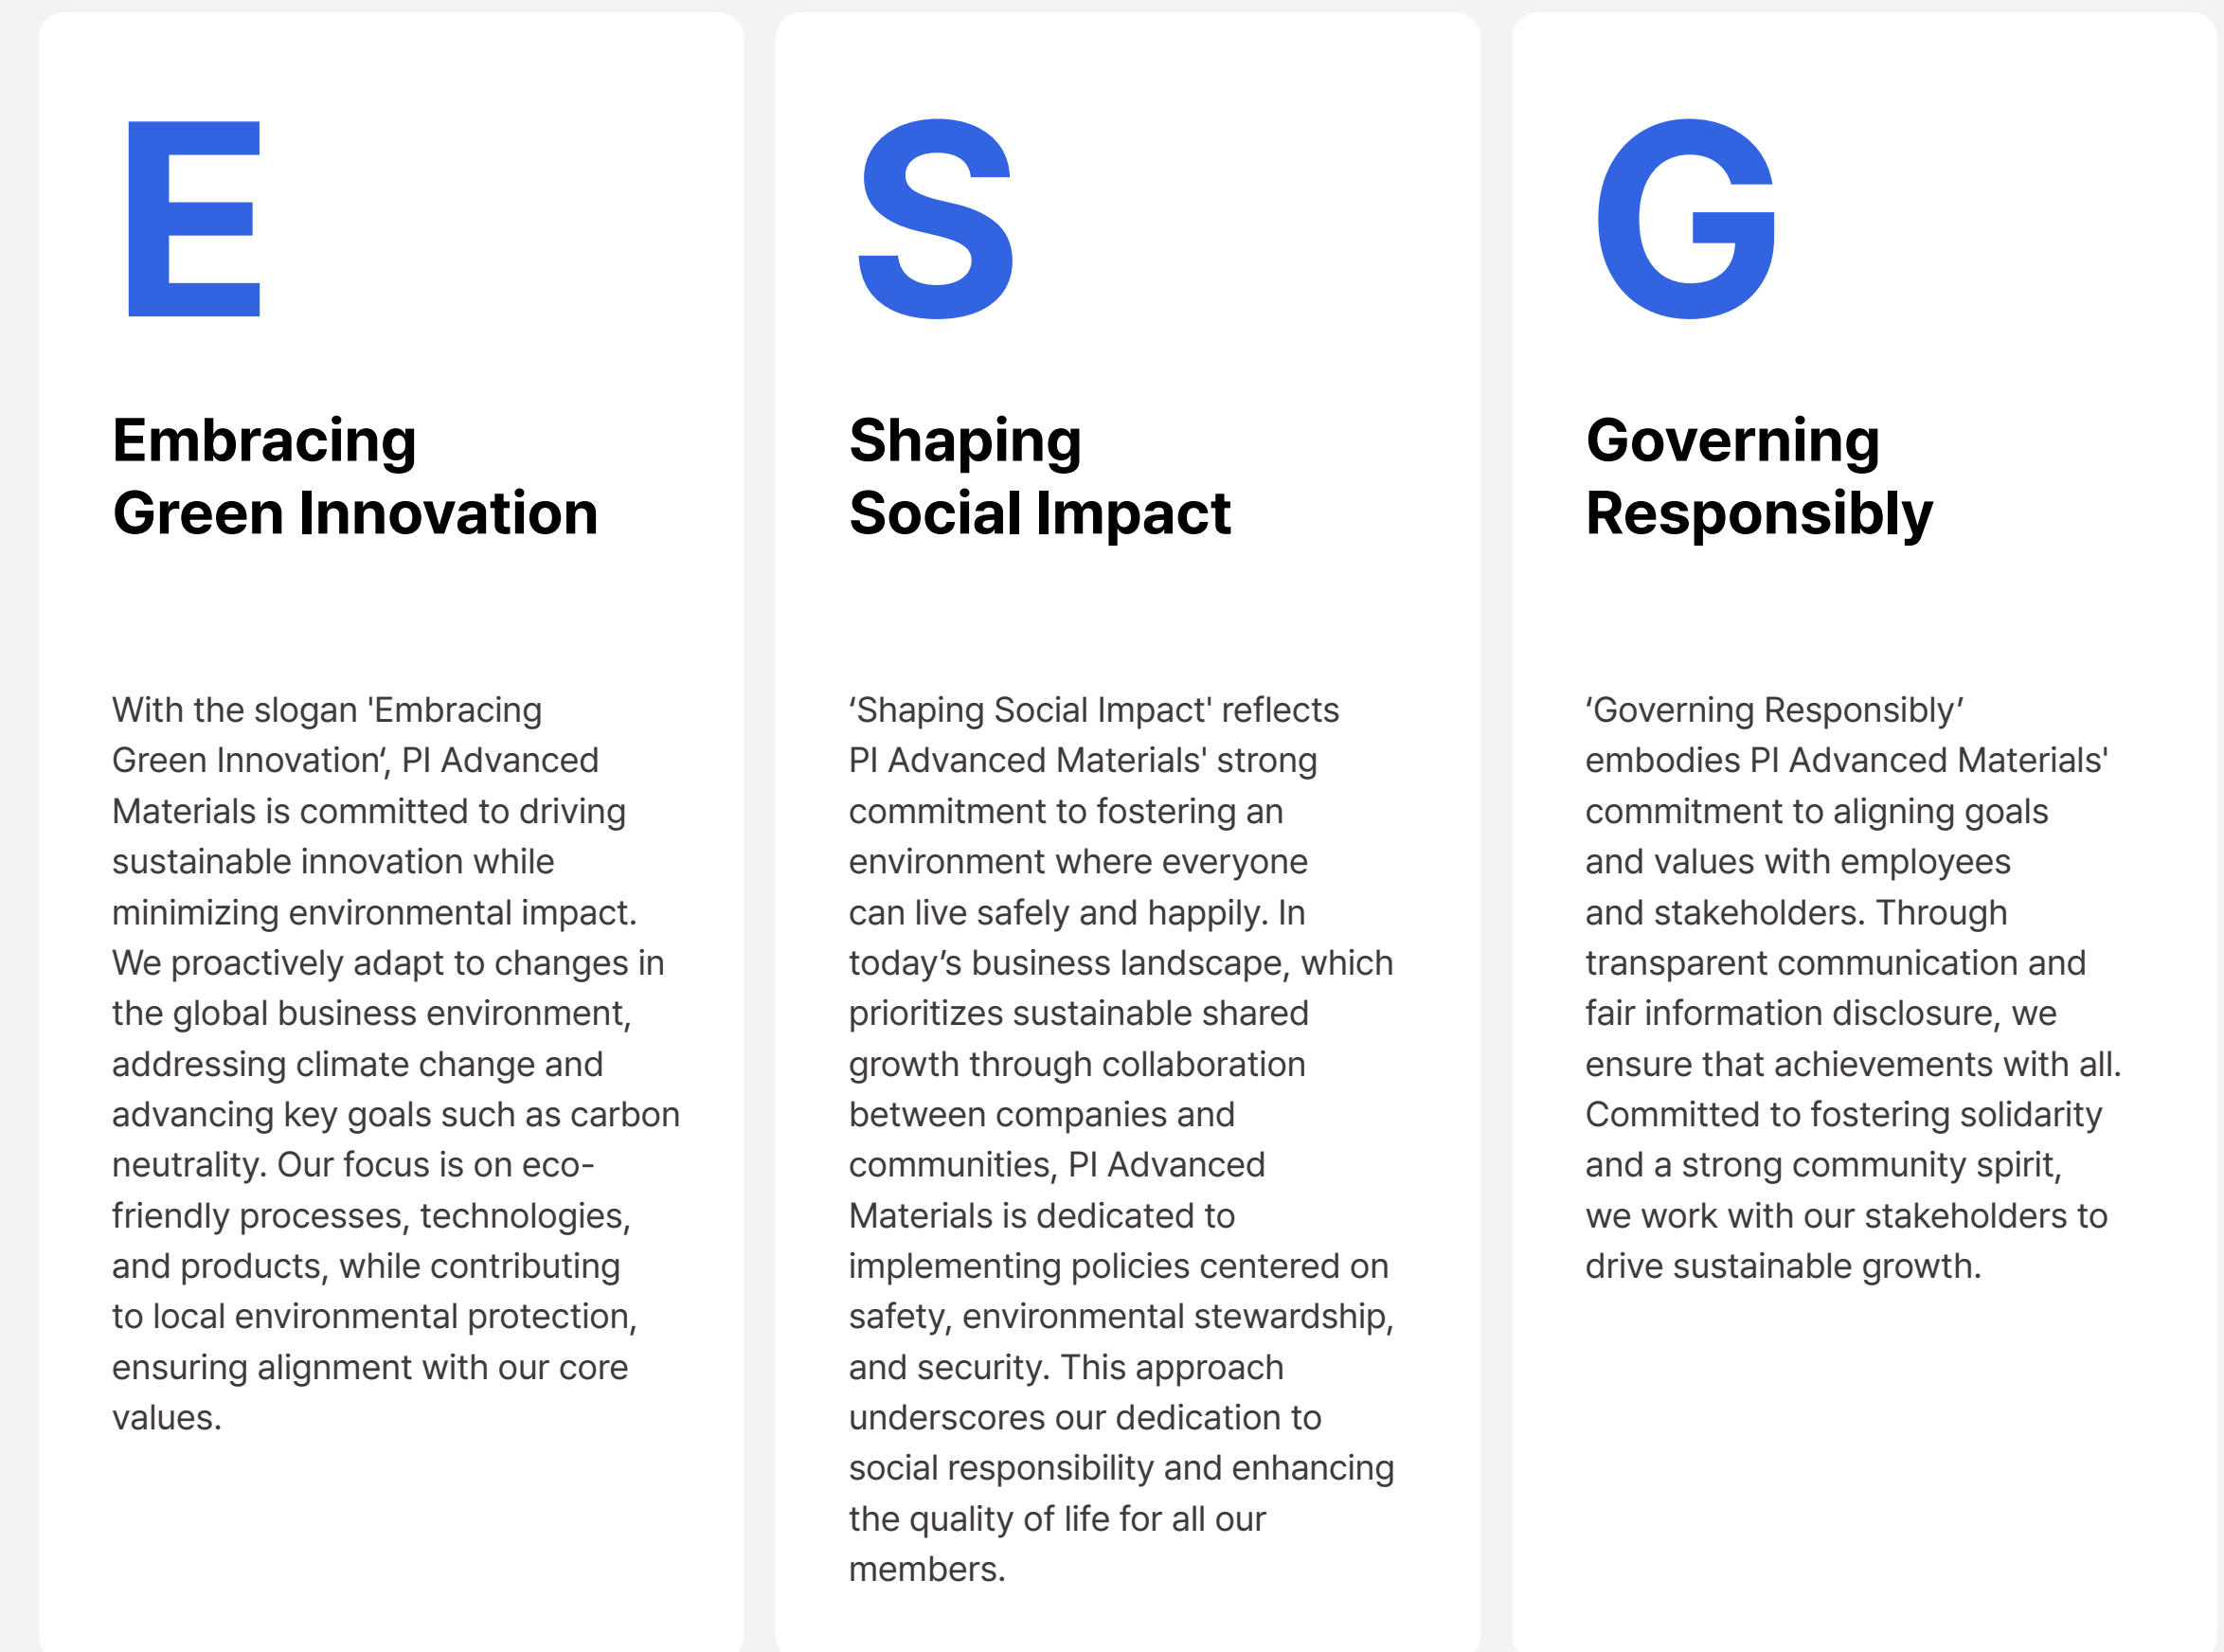 E
Embracing
Green Innovation
With the slogan 'Embracing
Green Innovation‘, PI Advanced
Materials is committed to driving
sustainable innovation while
minimizing environmental impact.
We proactively adapt to changes in
the global business environment,
addressing climate change and
advancing key goals such as carbon
neutrality. Our focus is on eco-
friendly processes, technologies,
and products, while contributing
to local environmental protection,
ensuring alignment with our core
values.
S
Shaping
Social Impact
‘Shaping Social Impact' reflects
PI Advanced Materials' strong
commitment to fostering an
environment where everyone
can live safely and happily. In
today’s business landscape, which
prioritizes sustainable shared
growth through collaboration
between companies and
communities, PI Advanced
Materials is dedicated to
implementing policies centered on
safety, environmental stewardship,
and security. This approach
underscores our dedication to
social responsibility and enhancing
the quality of life for all our
members.
G
Governing
Responsibly
‘Governing Responsibly’
embodies PI Advanced Materials'
commitment to aligning goals
and values with employees
and stakeholders. Through
transparent communication and
fair information disclosure, we
ensure that achievements with all.
Committed to fostering solidarity
and a strong community spirit,
we work with our stakeholders to
drive sustainable growth.